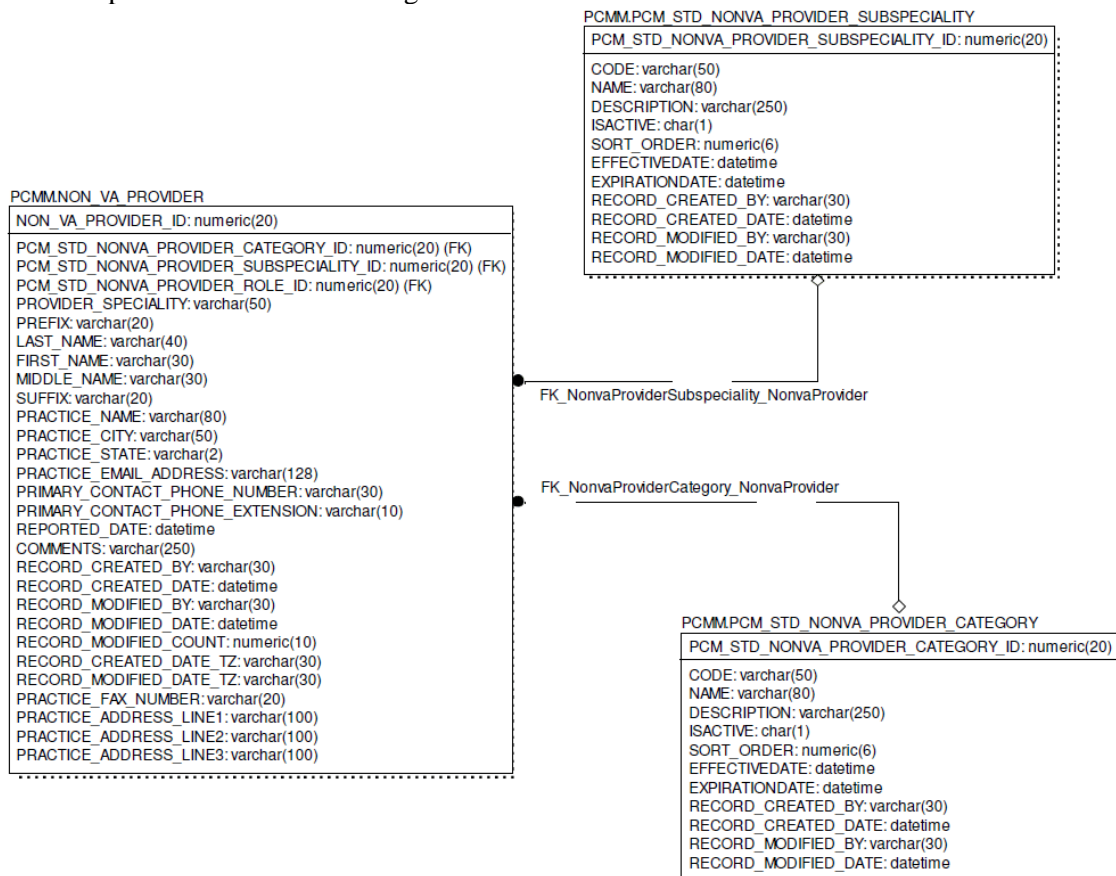 PCMM.PCM_STD_NONVA_PROVIDER_SUBSPECIALITY
PCM_STD_NONVA_PROVIDER_SUBSPECIALITY_ID: numeric(20)
CODE: varchar(50)
NAME: varchar(80)
DESCRIPTION: varchar(250)
ISACTIVE: char(1)
SORT_ORDER: numeric(6)
EFFECTIVEDATE: datetime
EXPIRATIONDATE: datetime
RECORD_CREATED_BY: varchar(30)
RECORD_CREATED_DATE: datetime
RECORD_MODIFIED_BY: varchar(30)
RECORD_MODIFIED_DATE: datetime
PCMM.NON_VA_PROVIDER
NON_VA_PROVIDER_ID: numeric(20)
PCM_STD_NONVA_PROVIDER_CATEGORY_ID: numeric(20) (FK)
PCM_STD_NONVA_PROVIDER_SUBSPECIALITY_ID: numeric(20) (FK)
PCM_STD_NONVA_PROVIDER_ROLE_ID: numeric(20) (FK)
PROVIDER_SPECIALITY: varchar(50)
PREFIX: varchar(20)
LAST_NAME: varchar(40)
FIRST_NAME: varchar(30)
MIDDLE_NAME: varchar(30)
SUFFIX: varchar(20)
PRACTICE_NAME: varchar(80)
PRACTICE_CITY: varchar(50)
PRACTICE_STATE: varchar(2)
PRACTICE_EMAIL_ADDRESS: varchar(128)
PRIMARY_CONTACT_PHONE_NUMBER: varchar(30)
PRIMARY_CONTACT_PHONE_EXTENSION: varchar(10)
REPORTED_DATE: datetime
COMMENTS: varchar(250)
RECORD_CREATED_BY: varchar(30)
RECORD_CREATED_DATE: datetime
RECORD_MODIFIED_BY: varchar(30)
RECORD_MODIFIED_DATE: datetime
RECORD_MODIFIED_COUNT: numeric(10)
RECORD_CREATED_DATE_TZ: varchar(30)
RECORD_MODIFIED_DATE_TZ: varchar(30)
PRACTICE_FAX_NUMBER: varchar(20)
PRACTICE_ADDRESS_LINE1: varchar(100)
PRACTICE_ADDRESS_LINE2: varchar(100)
PRACTICE_ADDRESS_LINE3: varchar(100)
FK_NonvaProviderSubspeciality_NonvaProvider
FK_NonvaProviderCategory_NonvaProvider
PCMM.PCM_STD_NONVA_PROVIDER_CATEGORY
PCM_STD_NONVA_PROVIDER_CATEGORY_ID: numeric(20)
CODE: varchar(50)
NAME: varchar(80)
DESCRIPTION: varchar(250)
ISACTIVE: char(1)
SORT_ORDER: numeric(6)
EFFECTIVEDATE: datetime
EXPIRATIONDATE: datetime
RECORD_CREATED_BY: varchar(30)
RECORD_CREATED_DATE: datetime
RECORD_MODIFIED_BY: varchar(30)
RECORD_MODIFIED_DATE: datetime